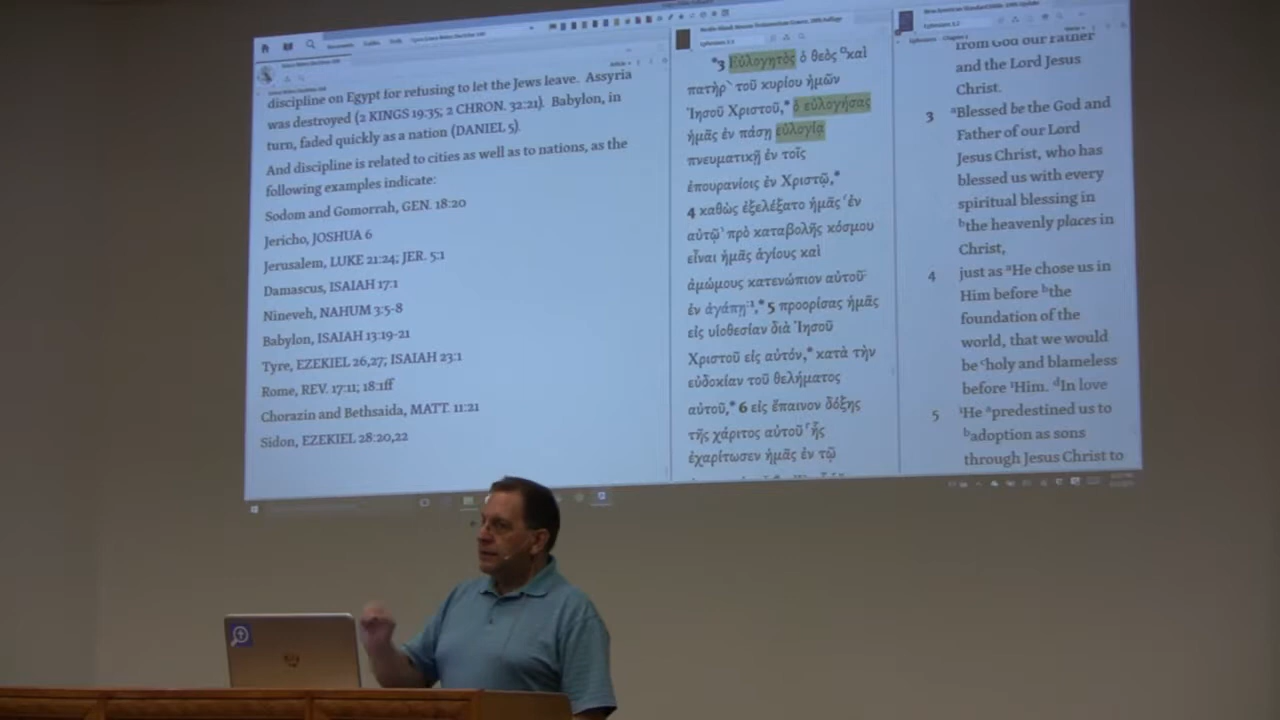 discipline on Egypt for refusing to let the Jews leave. Assyria
was destroyed (2 KINGS 19:35; 2 CHRON. 32:21). Babylon, in
turn, faded quickly as a nation (DANIEL 5).
And discipline is related to cities as well as to nations, as the
following examples indicate:
Sodom and Gomorrah, GEN. 18:20
Jericho, JOSHUA 6
Jerusalem, LUKE 21:24; JER. 5:1
Damascus, ISAIAH 17:1
Nineveh, NAHUM 3:5-8
Babylon, ISAIAH 13:19-21
Tyre, EZEKIEL 26,27; ISAIAH 23:1
Rome, REV. 17:11; 18:1ff
Chorazin and Bethsaida, MATT. 11:21
Sidon, EZEKIEL 28:20,22
3 Εὐλογητὸς ὁ θεὸς καὶ
πατὴρ τοῦ κυρίου ἡμῶν
Ἰησοῦ Χριστοῦ, ὁ εὐλογήσας
ἡμᾶς ἐν πάσῃ εὐλογίᾳ
πνευματικῇ ἐν τοῖς
ἐπουρανίοις ἐν Χριστῷ,
4 καθὼς ἐξελέξατο ἡμᾶς ἐν
αὐτῷ πρὸ καταβολῆς κόσμου
εἶναι ἡμᾶς ἁγίους καὶ
ἀμώμους κατενώπιον αὐτοῦ
ἐν ἀγάπῃ, 5 προορίσας ἡμᾶς
εἰς υἱοθεσίαν διὰ Ἰησοῦ
Χριστοῦ εἰς αὐτόν, κατὰ τὴν
εὐδοκίαν τοῦ θελήματος
αὐτοῦ, 6 εἰς ἔπαινον δόξης
τῆς χάριτος αὐτοῦ ἧς
ἐχαρίτωσεν ἡμᾶς ἐν τῷ
from God our Father
and the Lord Jesus
Christ.
3 ᵃBlessed be the God and
Father of our Lord
Jesus Christ, who has
blessed us with every
spiritual blessing in
ᵇthe heavenly places in
Christ,
4 just as ᵃHe chose us in
Him before ᵇthe
foundation of the
world, that we would
be ᶜholy and blameless
before ¹Him. ᵈIn love
5 ¹He ᵃpredestined us to
ᵇadoption as sons
through Jesus Christ to